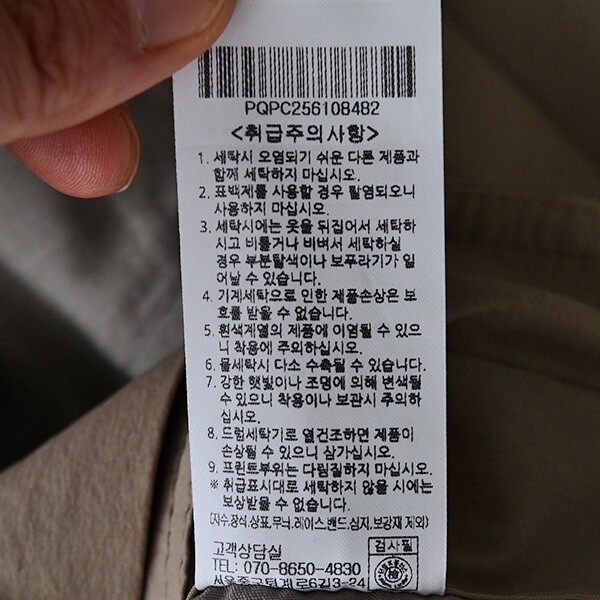 PQPC256108482
<취급주의사항>
1. 세탁시 오염되기 쉬운 다른 제품과
함께 세탁하지 마십시오.
2. 표백제를 사용할 경우 탈염되오니
사용하지 마십시오.
3. 세탁시에는 옷을 뒤집어서 세탁하
시고 비틀거나 비벼서 세탁하실
경우 부분탈색이나 보푸라기가 일
어날 수 있습니다.
4. 기계세탁으로 인한 제품손상은 보
호를 받을 수 없습니다.
5. 흰색계열의 제품에 이염될 수 있으
니 착용에 주의하십시오.
6. 물세탁시 다소 수축될 수 있습니다.
7. 강한 햇빛이나 조명에 의해 변색될
수 있으니 착용이나 보관시 주의하
십시오.
8. 드럼세탁기로 열건조하면 제품이
손상될 수 있으니 삼가십시오.
9. 프린트부위는 다림질하지 마십시오.
※ 취급표시대로 세탁하지 않을 시에는
보상받을 수 없습니다.
(자수,장식,상표,무늬,레이스,밴드,심지,보강재 제외)
고객상담실
검사필
TEL: 070-8650-4830
서울중구퇴계로6길3-24